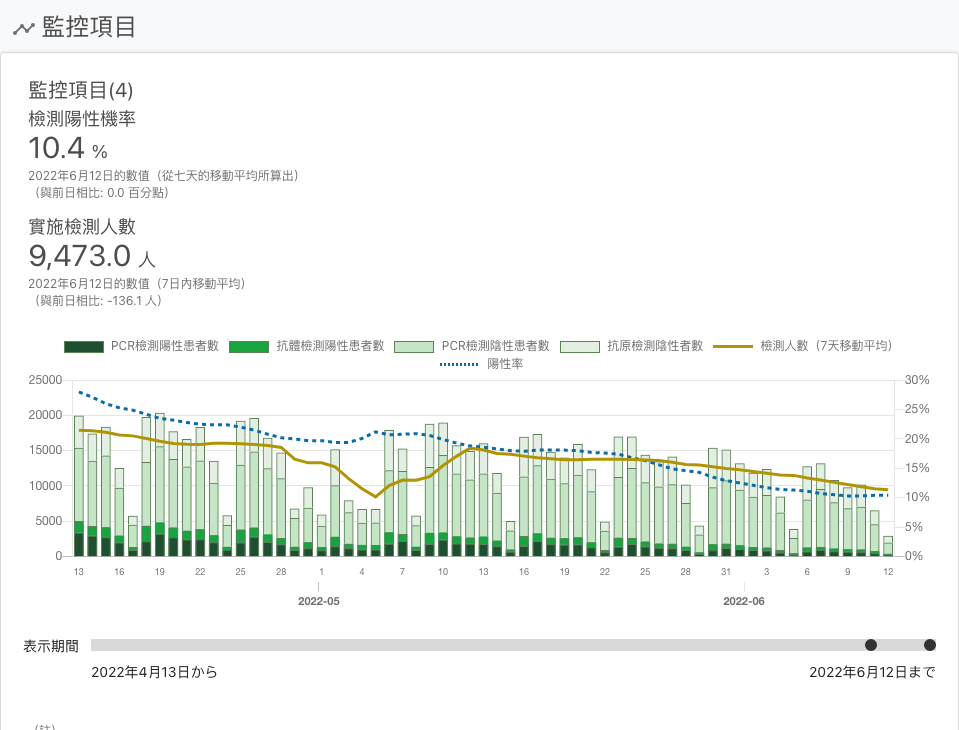 監控項目
監控項目(4)
檢測陽性機率
10.4 %
2022年6月12日的數值（從七天的移動平均所算出）
（與前日相比: 0.0 百分點）
實施檢測人數
9,473.0 人
2022年6月12日的數值（7日內移動平均）
（與前日相比: -136.1 人）
PCR檢測陽性患者數 抗體檢測陽性患者數 PCR檢測陰性患者數 抗原檢測陰性者數 檢測人數（7天移動平均）
陽性率
25000 30%
25%
20000
20%
15000
15%
10000
10%
5000
5%
0 0%
13 16 19 22 25 28 1 4 7 10 13 16 19 22 25 28 31 3 6 9 12
2022-05 2022-06
表示期間
2022年4月13日から 2022年6月12日まで
（註）